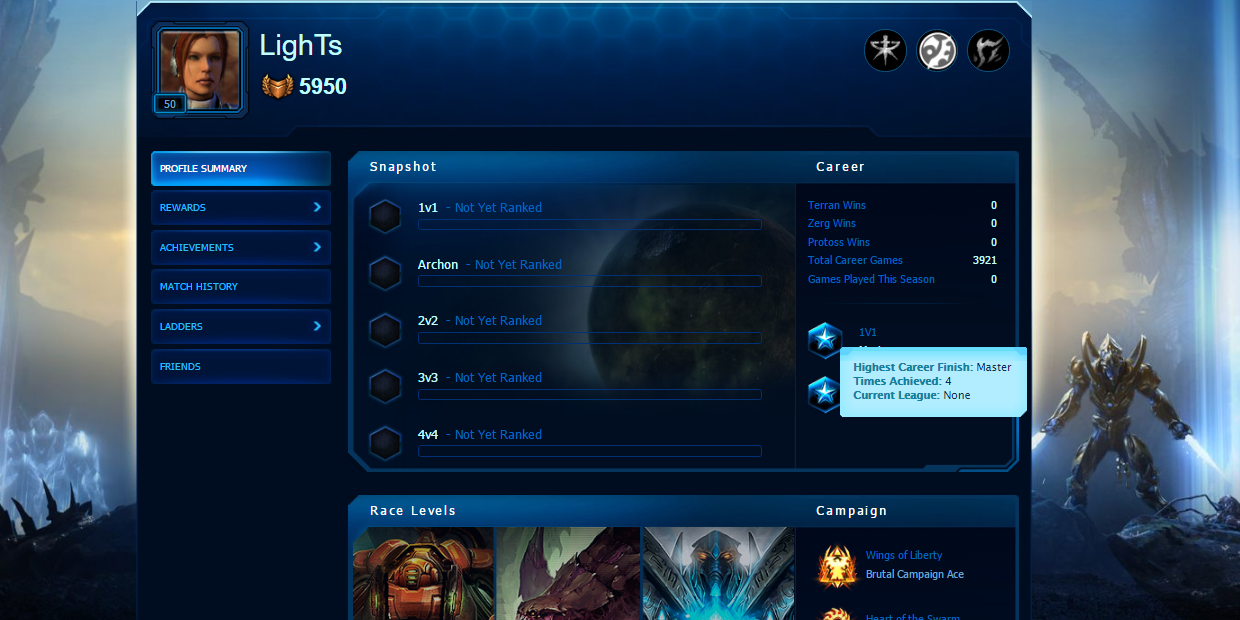 LighTs
5950
50
PROFILE SUMMARY
REWARDS
ACHIEVEMENTS
MATCH HISTORY
LADDERS
FRIENDS
Snapshot
1v1 - Not Yet Ranked
Archon - Not Yet Ranked
2v2 - Not Yet Ranked
3v3 - Not Yet Ranked
4v4 - Not Yet Ranked
Career
Terran Wins 0
Zerg Wins 0
Protoss Wins 0
Total Career Games 3921
Games Played This Season 0
1V1
Highest Career Finish: Master
Times Achieved: 4
Current League: None
Race Levels
Campaign
Wings of Liberty
Brutal Campaign Ace
Heart of the Swarm